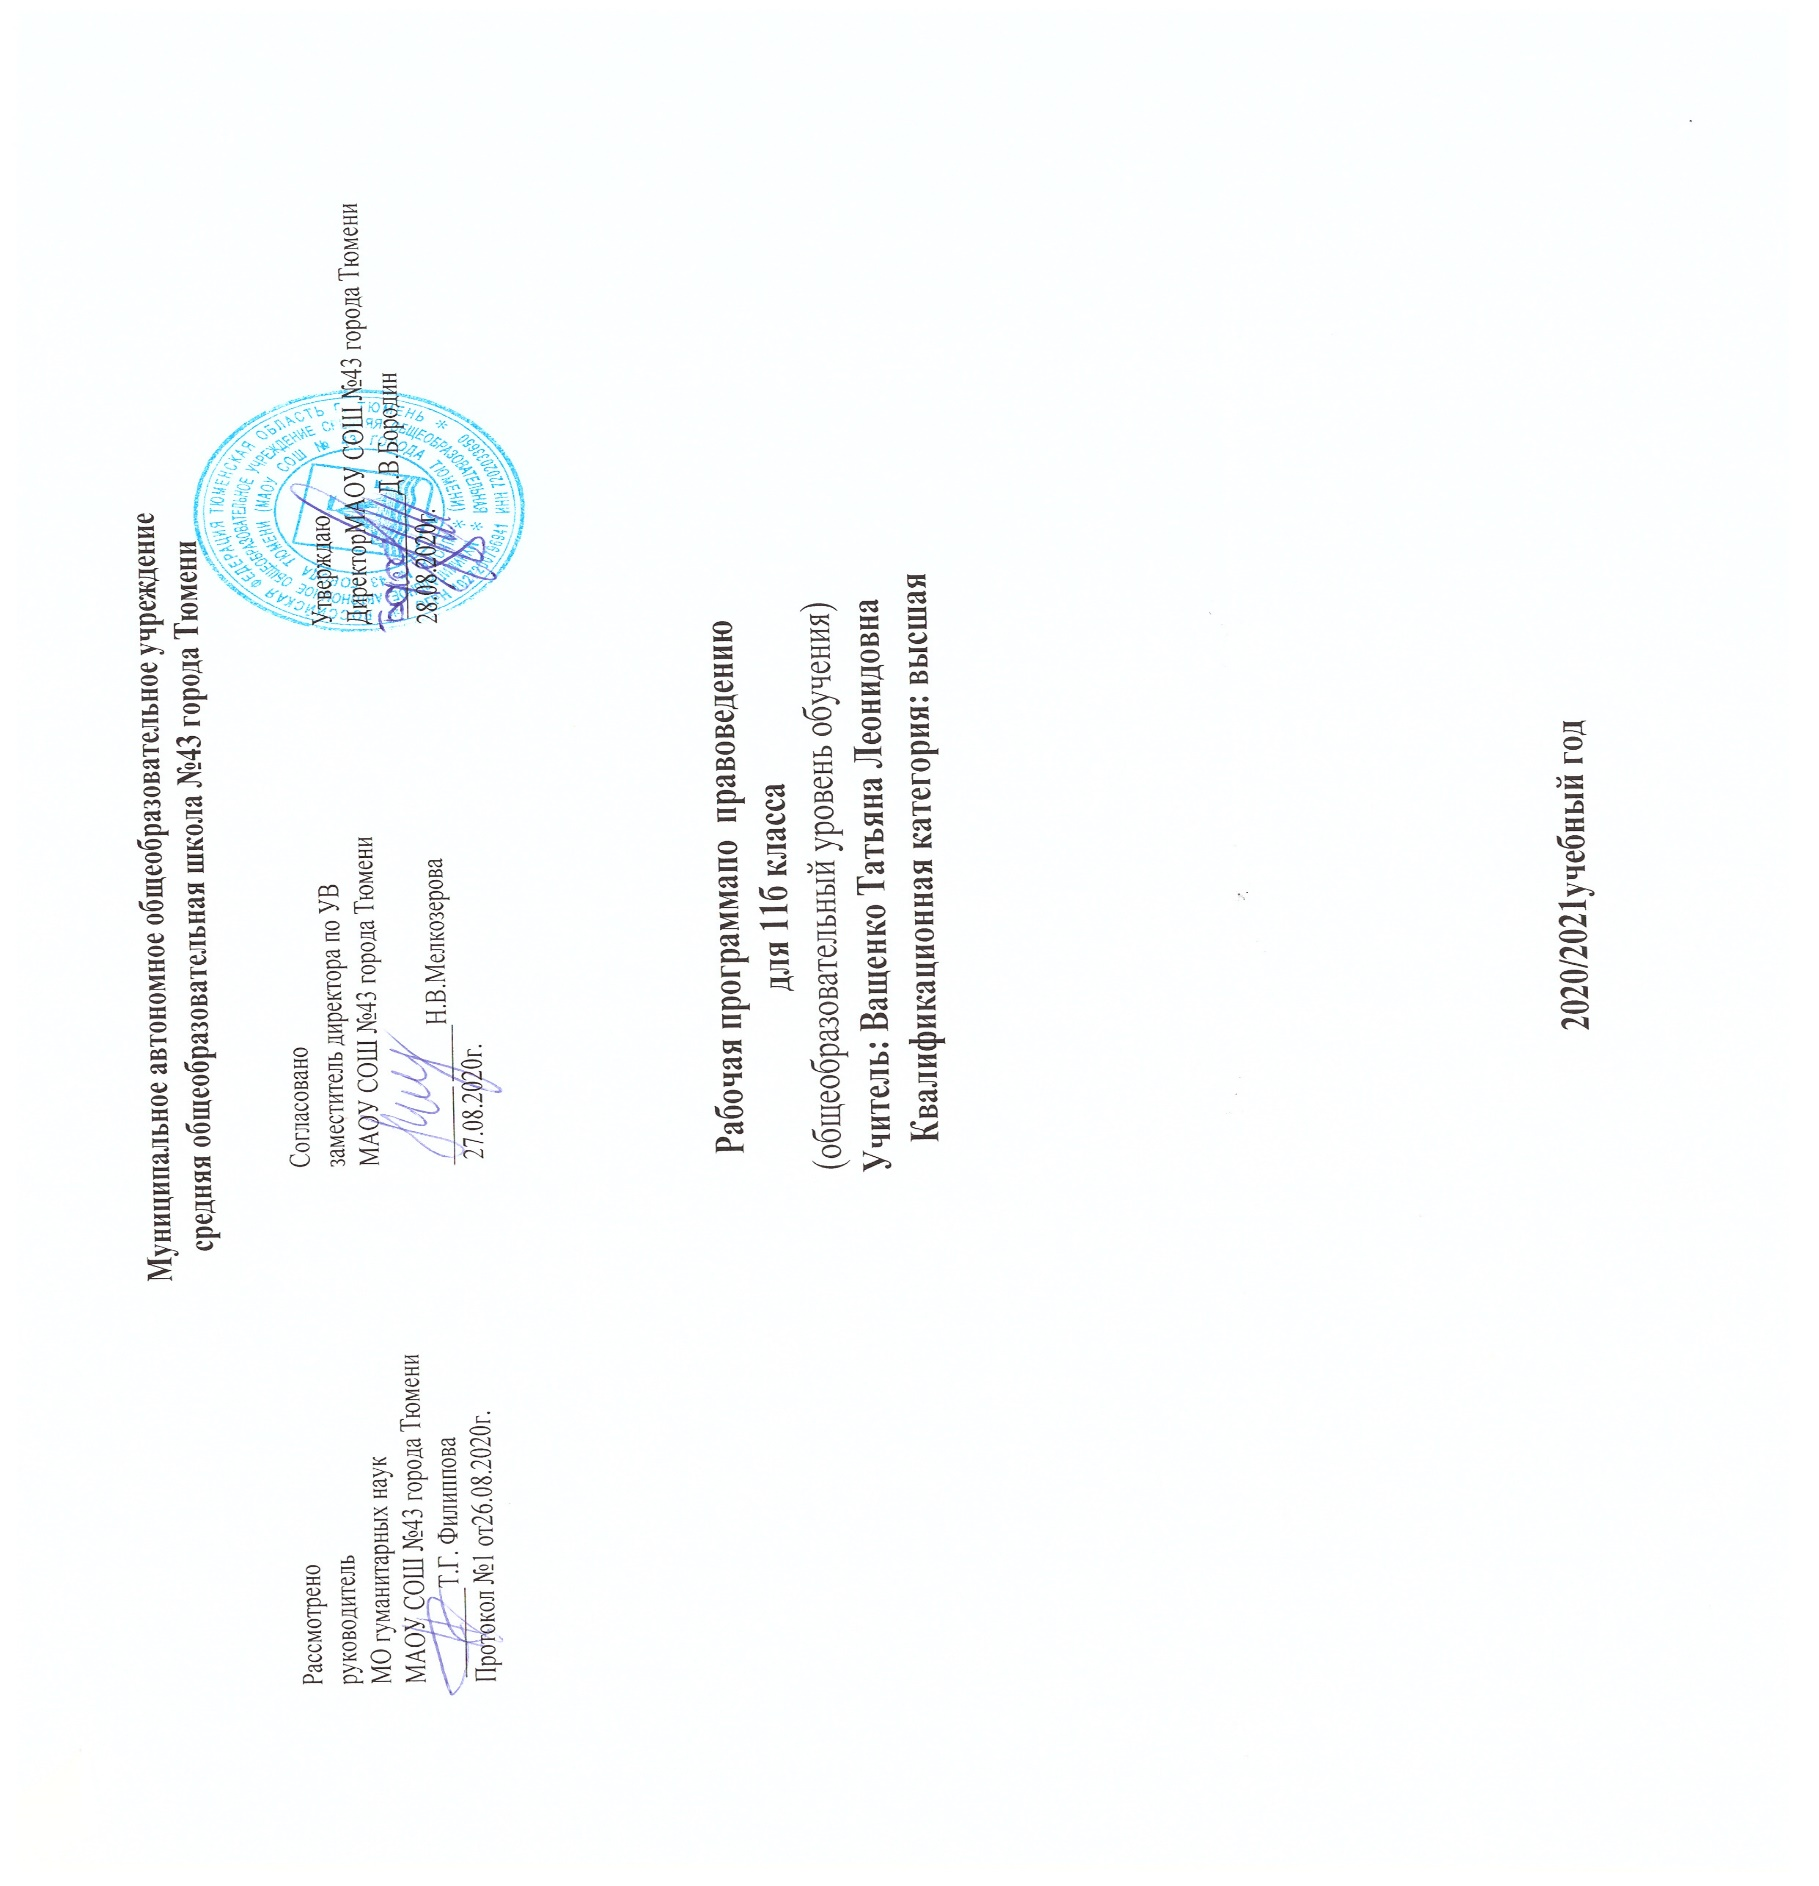 Муниципальное автономное общеобразовательное учреждение
средняя общеобразовательная школа №43 города Тюмени
Рассмотрено
руководитель
МО гуманитарных наук
МАОУ СОШ №43 города Тюмени
Т.Г. Филиппова
Протокол №1 от26.08.2020г.
Согласовано
заместитель директора по УВ
МАОУ СОШ №43 города Тюмени
Н.В.Мелкозерова
27.08.2020г.
Утверждаю
ДиректорМАОУ СОШ №43 города Тюмени
Д.В.Бородин
28.08.2020г.
Рабочая программапо правоведению
для 11б класса
(общеобразовательный уровень обучения)
Учитель: Ващенко Татьяна Леонидовна
Квалификационная категория: высшая
2020/2021учебный год